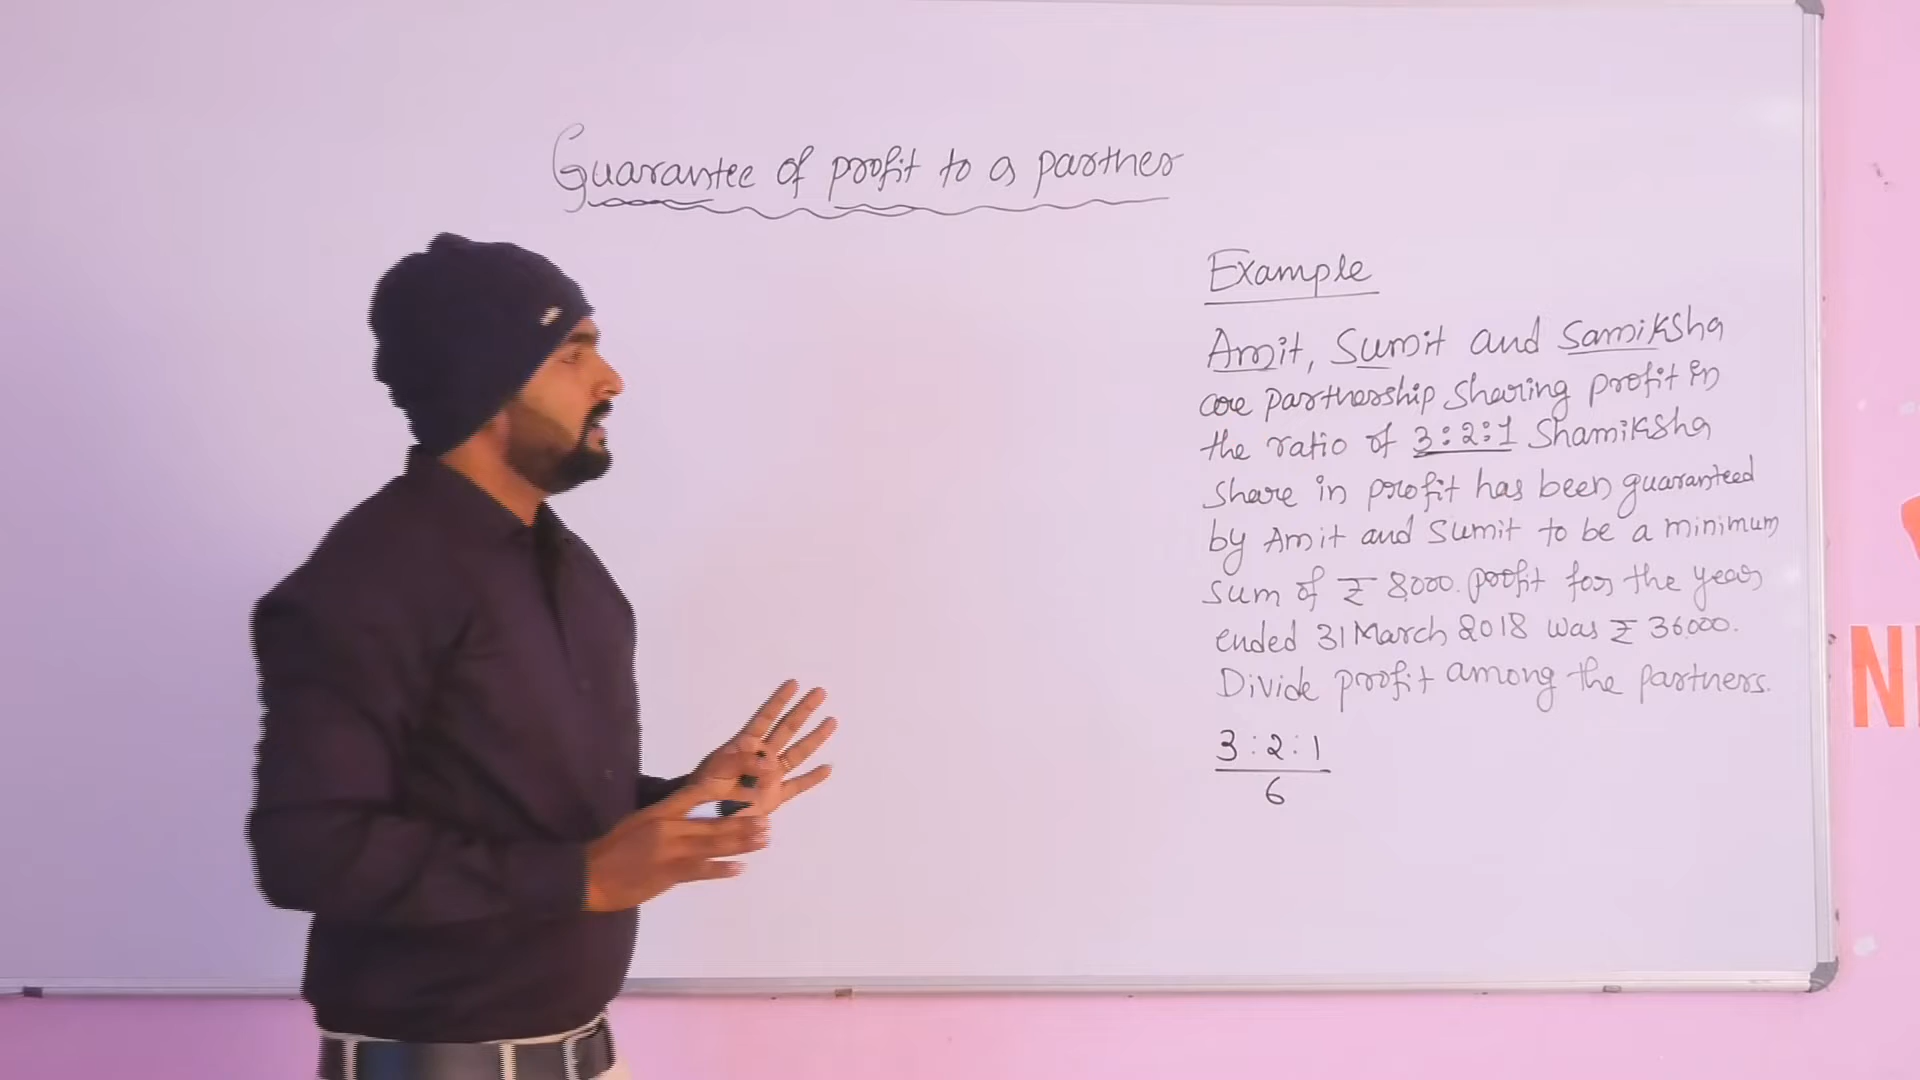 Guarantee of profit to a partner
Example
Amit, Sumit and Samiksha
are partnership sharing profit in
the ratio of 3:2:1 Shamiksha
share in profit has been guaranteed
by Amit and Sumit to be a minimum
sum of ₹ 8000. profit for the year
ended 31 March 2018 was ₹ 36000.
Divide profit among the partners.
3:2:1
6